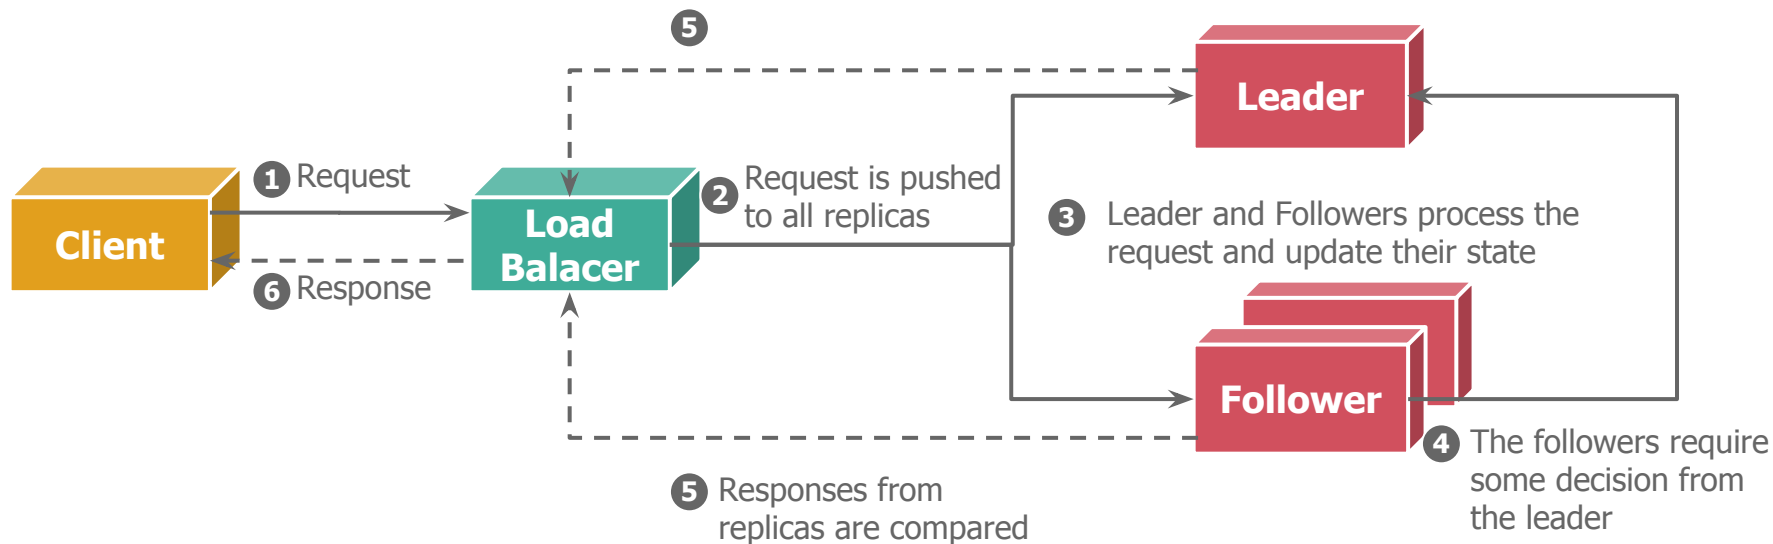 5
Leader
Client
1 Request
6 Response
Load
Balacer
2 Request is pushed
to all replicas
3 Leader and Followers process the
request and update their state
Follower
4 The followers require
some decision from
the leader
5 Responses from
replicas are compared